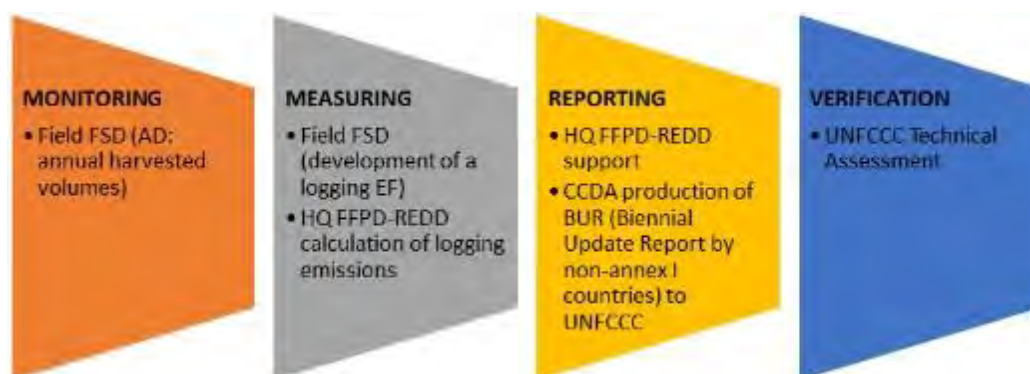 MONITORING
• Field FSD (AD:
annual harvested
volumes)
MEASURING
• Field FSD
(development of a
logging EF)
• HQ FFPD-REDD
calculation of logging
emissions
REPORTING
• HQ FFPD-REDD
support
• CCDA production of
BUR (Biennial
Update Report by
non-annex I
countries) to
UNFCCC
VERIFICATION
• UNFCCC Technical
Assessment